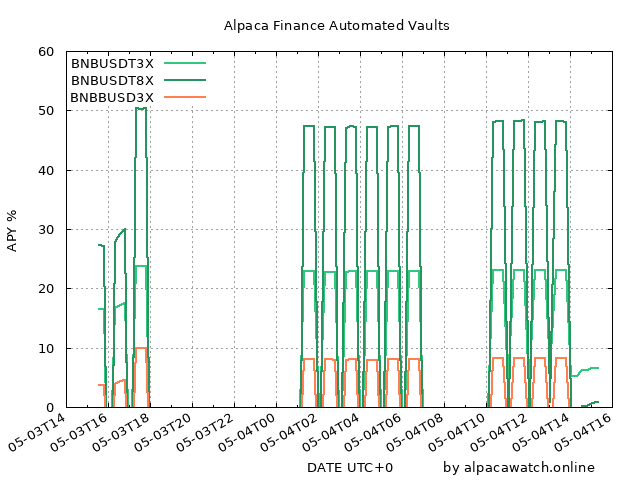 Alpaca Finance Automated Vaults
60
50
40
30
20
10
0
APY %
BNBUSDT3X
BNBUSDT8X
BNBBUSD3X
05-03T14
05-03T16
05-03T18
05-03T20
05-03T22
05-04T00
05-04T02
05-04T04
05-04T06
05-04T08
05-04T10
05-04T12
05-04T14
05-04T16
DATE UTC+0
by alpacawatch.online